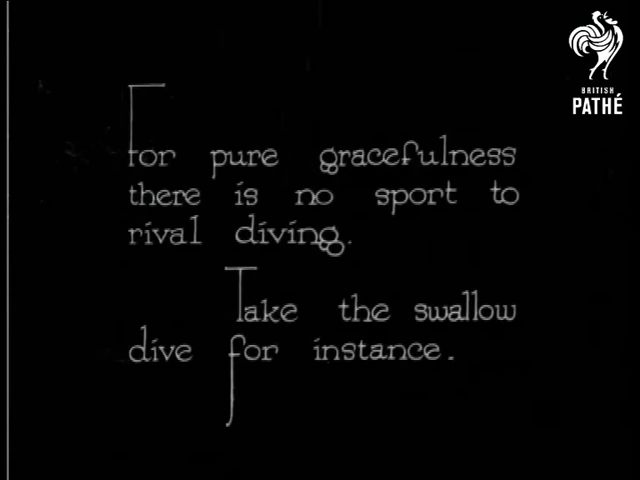 BRITISH
PATHÉ
For pure gracefulness
there is no sport to
rival diving.
Take the swallow
dive for instance.